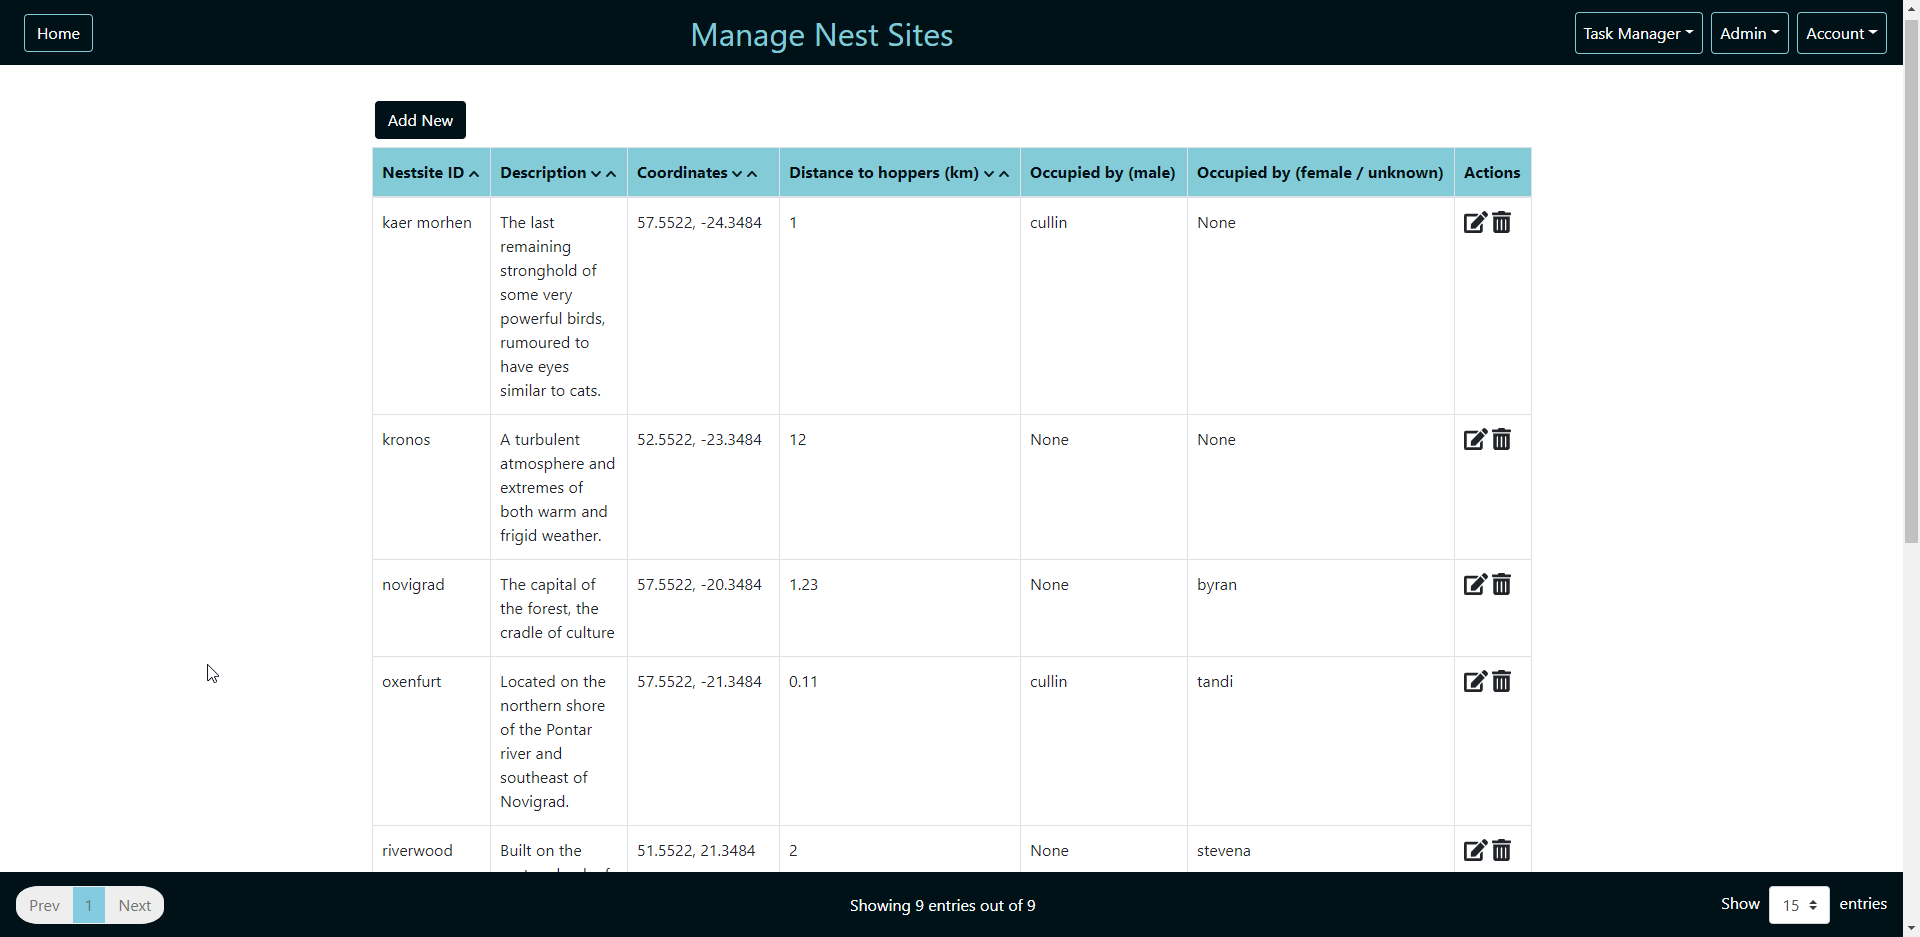 Home
Manage Nest Sites
Task Manager
Admin
Account
Add New
Nestsite ID
Description
Coordinates
Distance to hoppers (km)
Occupied by (male)
Occupied by (female / unknown)
Actions
kaer morhen
The last
remaining
stronghold of
some very
powerful birds,
rumoured to
have eyes
similar to cats.
57.5522, -24.3484
1
cullin
None
kronos
A turbulent
atmosphere and
extremes of
both warm and
frigid weather.
52.5522, -23.3484
12
None
None
novigrad
The capital of
the forest, the
cradle of culture
57.5522, -20.3484
1.23
None
byran
oxenfurt
Located on the
northern shore
of the Pontar
river and
southeast of
Novigrad.
57.5522, -21.3484
0.11
cullin
tandi
riverwood
Built on the
51.5522, 21.3484
2
None
stevena
Prev
1
Next
Showing 9 entries out of 9
Show
15
entries